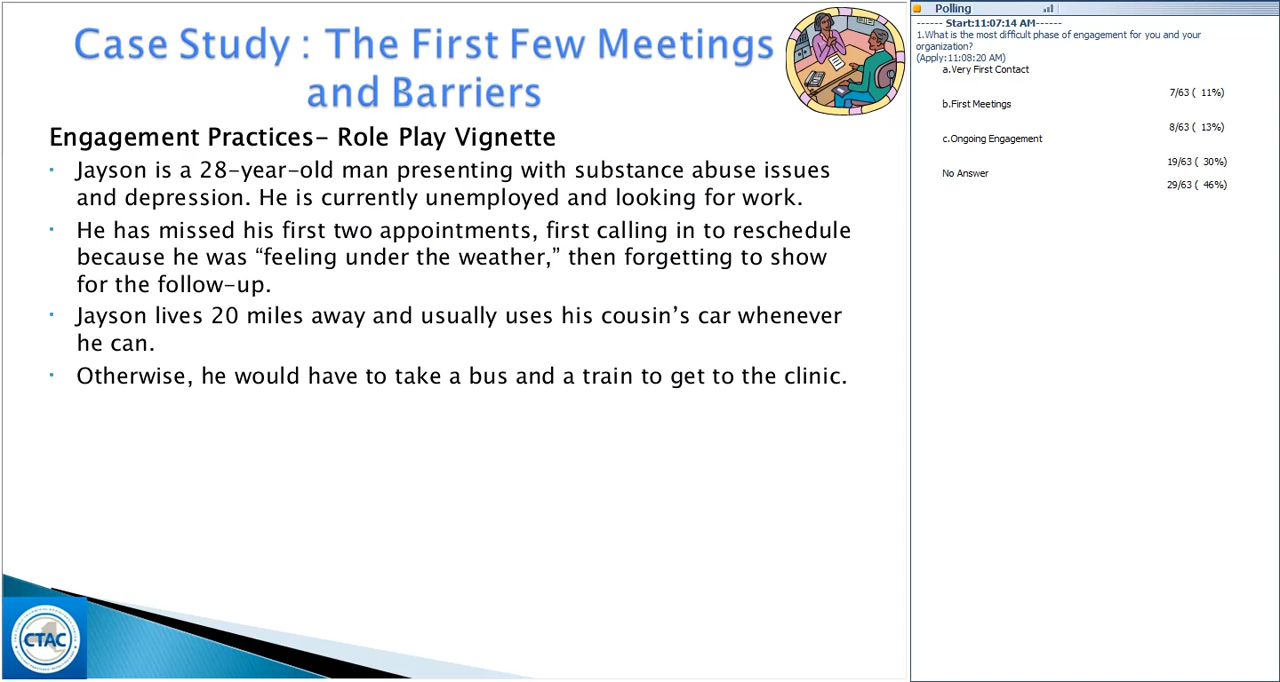 Case Study : The First Few Meetings
and Barriers
Engagement Practices- Role Play Vignette
• Jayson is a 28-year-old man presenting with substance abuse issues
and depression. He is currently unemployed and looking for work.
• He has missed his first two appointments, first calling in to reschedule
because he was “feeling under the weather,” then forgetting to show
for the follow-up.
• Jayson lives 20 miles away and usually uses his cousin’s car whenever
he can.
• Otherwise, he would have to take a bus and a train to get to the clinic.
CTAC
Polling
------ Start:11:07:14 AM------
1.What is the most difficult phase of engagement for you and your
organization?
(Apply:11:08:20 AM)
a.Very First Contact
7/63 ( 11%)
b.First Meetings
8/63 ( 13%)
c.Ongoing Engagement
19/63 ( 30%)
No Answer
29/63 ( 46%)